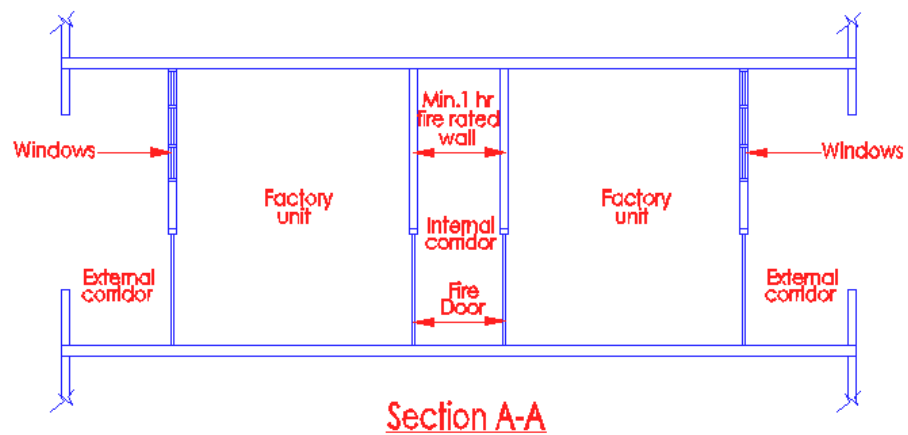 Min.1 hr
fire rated
wall
Windows
Windows
Factory
unit
Factory
unit
Internal
corridor
External
corridor
External
corridor
Fire
Door
Section A-A